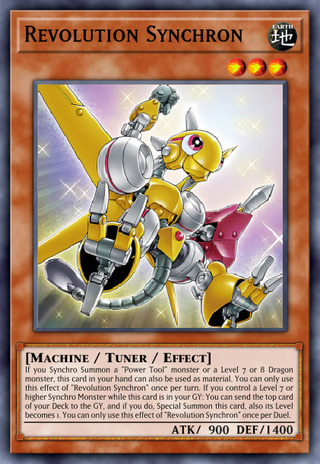 REVOLUTION SYNCHRON
EARTH
地
[MACHINE / TUNER / EFFECT]
If you Synchro Summon a "Power Tool" monster or a Level 7 or 8 Dragon
monster, this card in your hand can also be used as material. You can only use
this effect of "Revolution Synchron" once per turn. If you control a Level 7 or
higher Synchro Monster while this card is in your GY: You can send the top card
of your Deck to the GY, and if you do, Special Summon this card, also its Level
becomes 1. You can only use this effect of "Revolution Synchron" once per Duel.
ATK/ 900 DEF/1400